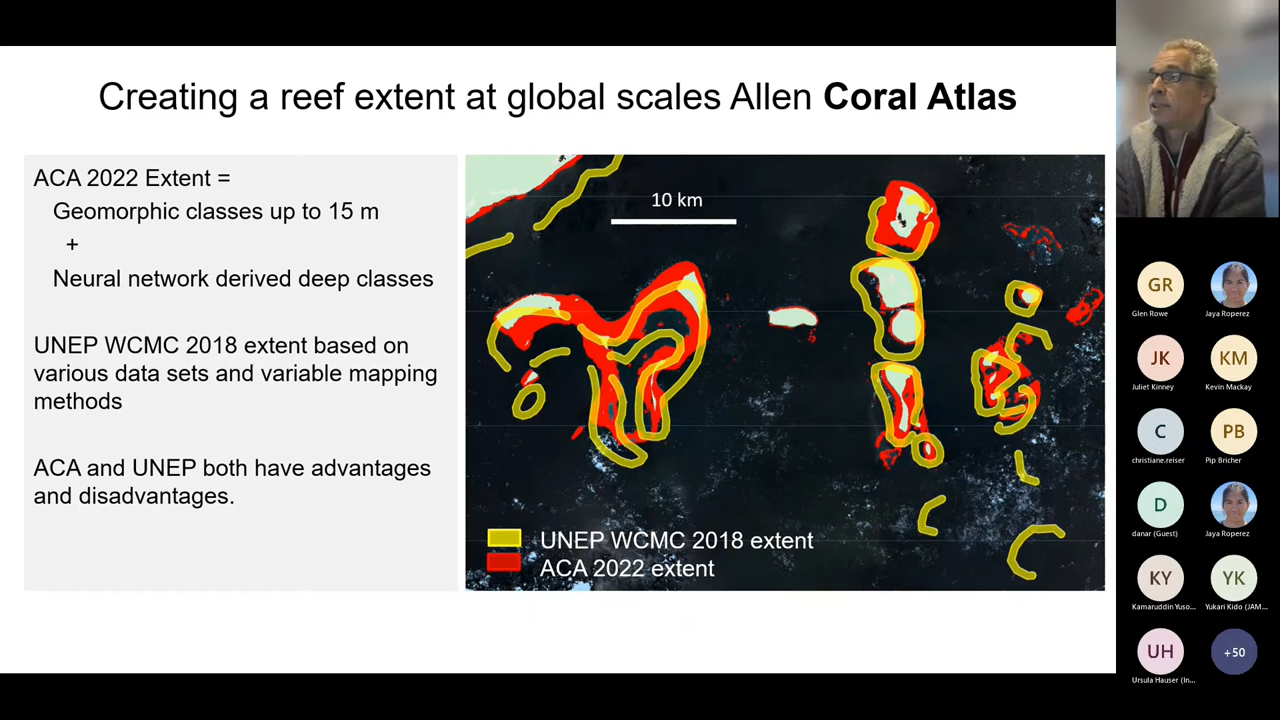 Creating a reef extent at global scales Allen Coral Atlas
ACA 2022 Extent =
Geomorphic classes up to 15 m
+
Neural network derived deep classes
UNEP WCMC 2018 extent based on
various data sets and variable mapping
methods
ACA and UNEP both have advantages
and disadvantages.
10 km
UNEP WCMC 2018 extent
ACA 2022 extent
GR
Glen Rowe
Jaya Roperez
JK
Juliet Kinney
KM
Kevin Mackay
C
christiane.reiser
PB
Pip Bricher
D
danar (Guest)
Jaya Roperez
KY
Kamaruddin Yuso...
YK
Yukari Kido (JAM...
UH
Ursula Hauser (In...
+50